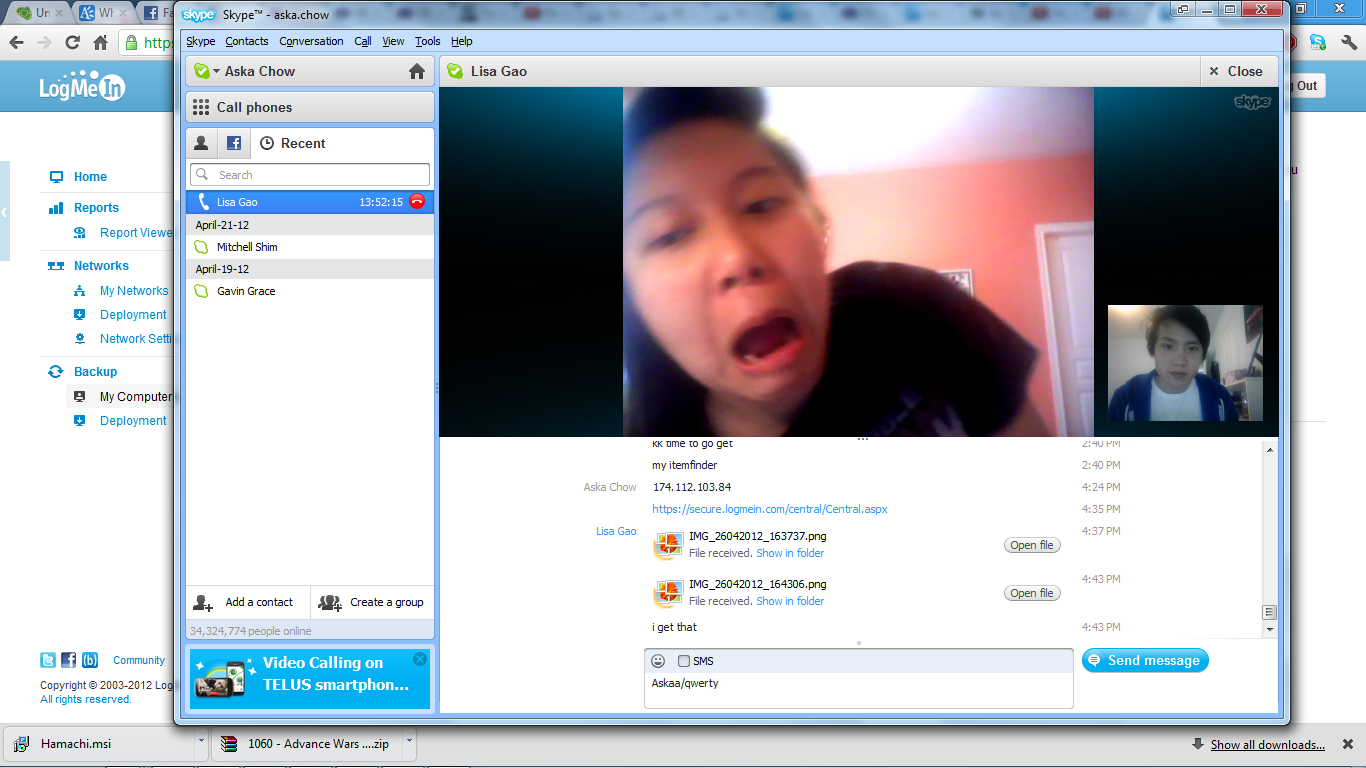 Un
Wh
Fa
Skype™ - aska.chow
https
Skype Contacts Conversation Call View Tools Help
LogMeIn
Aska Chow
Lisa Gao
Close
Out
Call phones
skype
Recent
Search
Home
Lisa Gao 13:52:15
Reports
April-21-12
Report Viewe
Mitchell Shim
Networks
April-19-12
My Networks
Gavin Grace
Deployment
Network Setti
Backup
My Computer
Deployment
kk time to go get 2:40 PM
my itemfinder 2:40 PM
Aska Chow 174.112.103.84 4:24 PM
https://secure.logmein.com/central/Central.aspx 4:35 PM
Lisa Gao IMG_26042012_163737.png 4:37 PM
File received. Show in folder Open file
IMG_26042012_164306.png 4:43 PM
File received. Show in folder Open file
i get that 4:43 PM
Add a contact Create a group
34,324,774 people online
SMS
Send message
Askaa/qwerty
Video Calling on
TELUS smartphon...
Community
Copyright © 2003-2012 Log
All rights reserved.
Hamachi.msi
1060 - Advance Wars ....zip
Show all downloads...